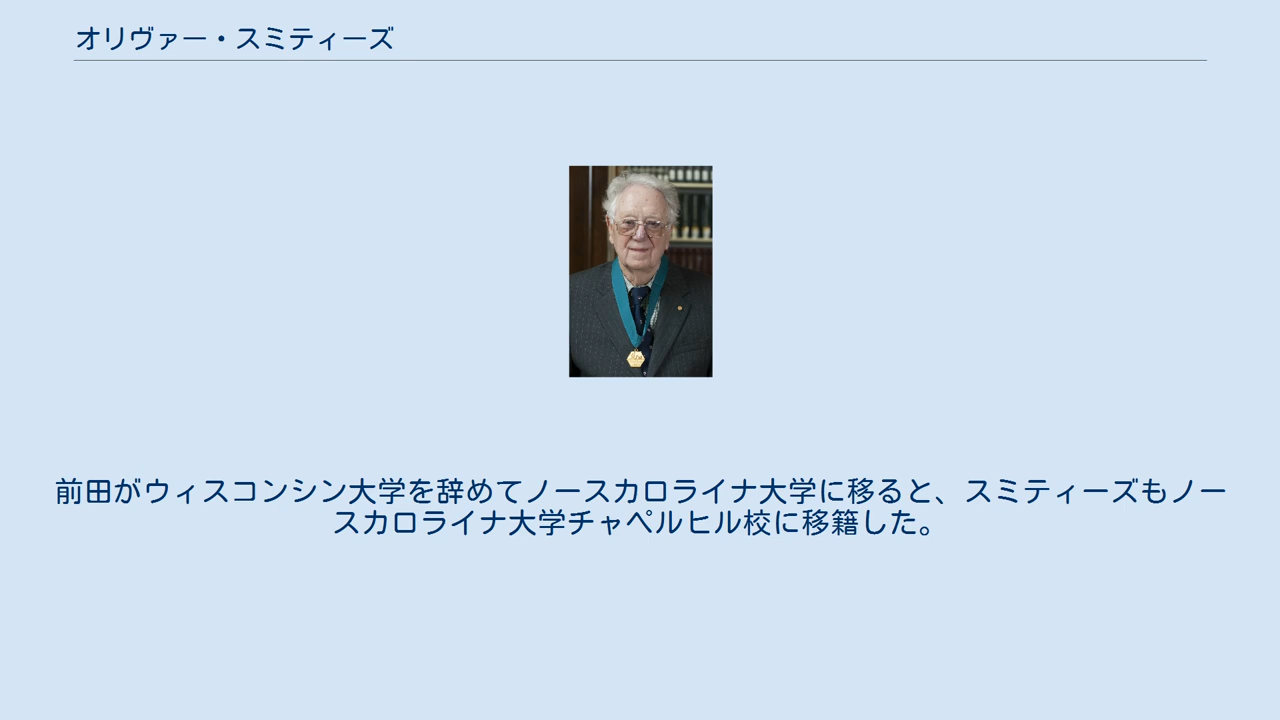 オリヴァー・スミティーズ
前田がウィスコンシン大学を辞めてノースカロライナ大学に移ると、スミティーズもノー
スカロライナ大学チャペルヒル校に移籍した。